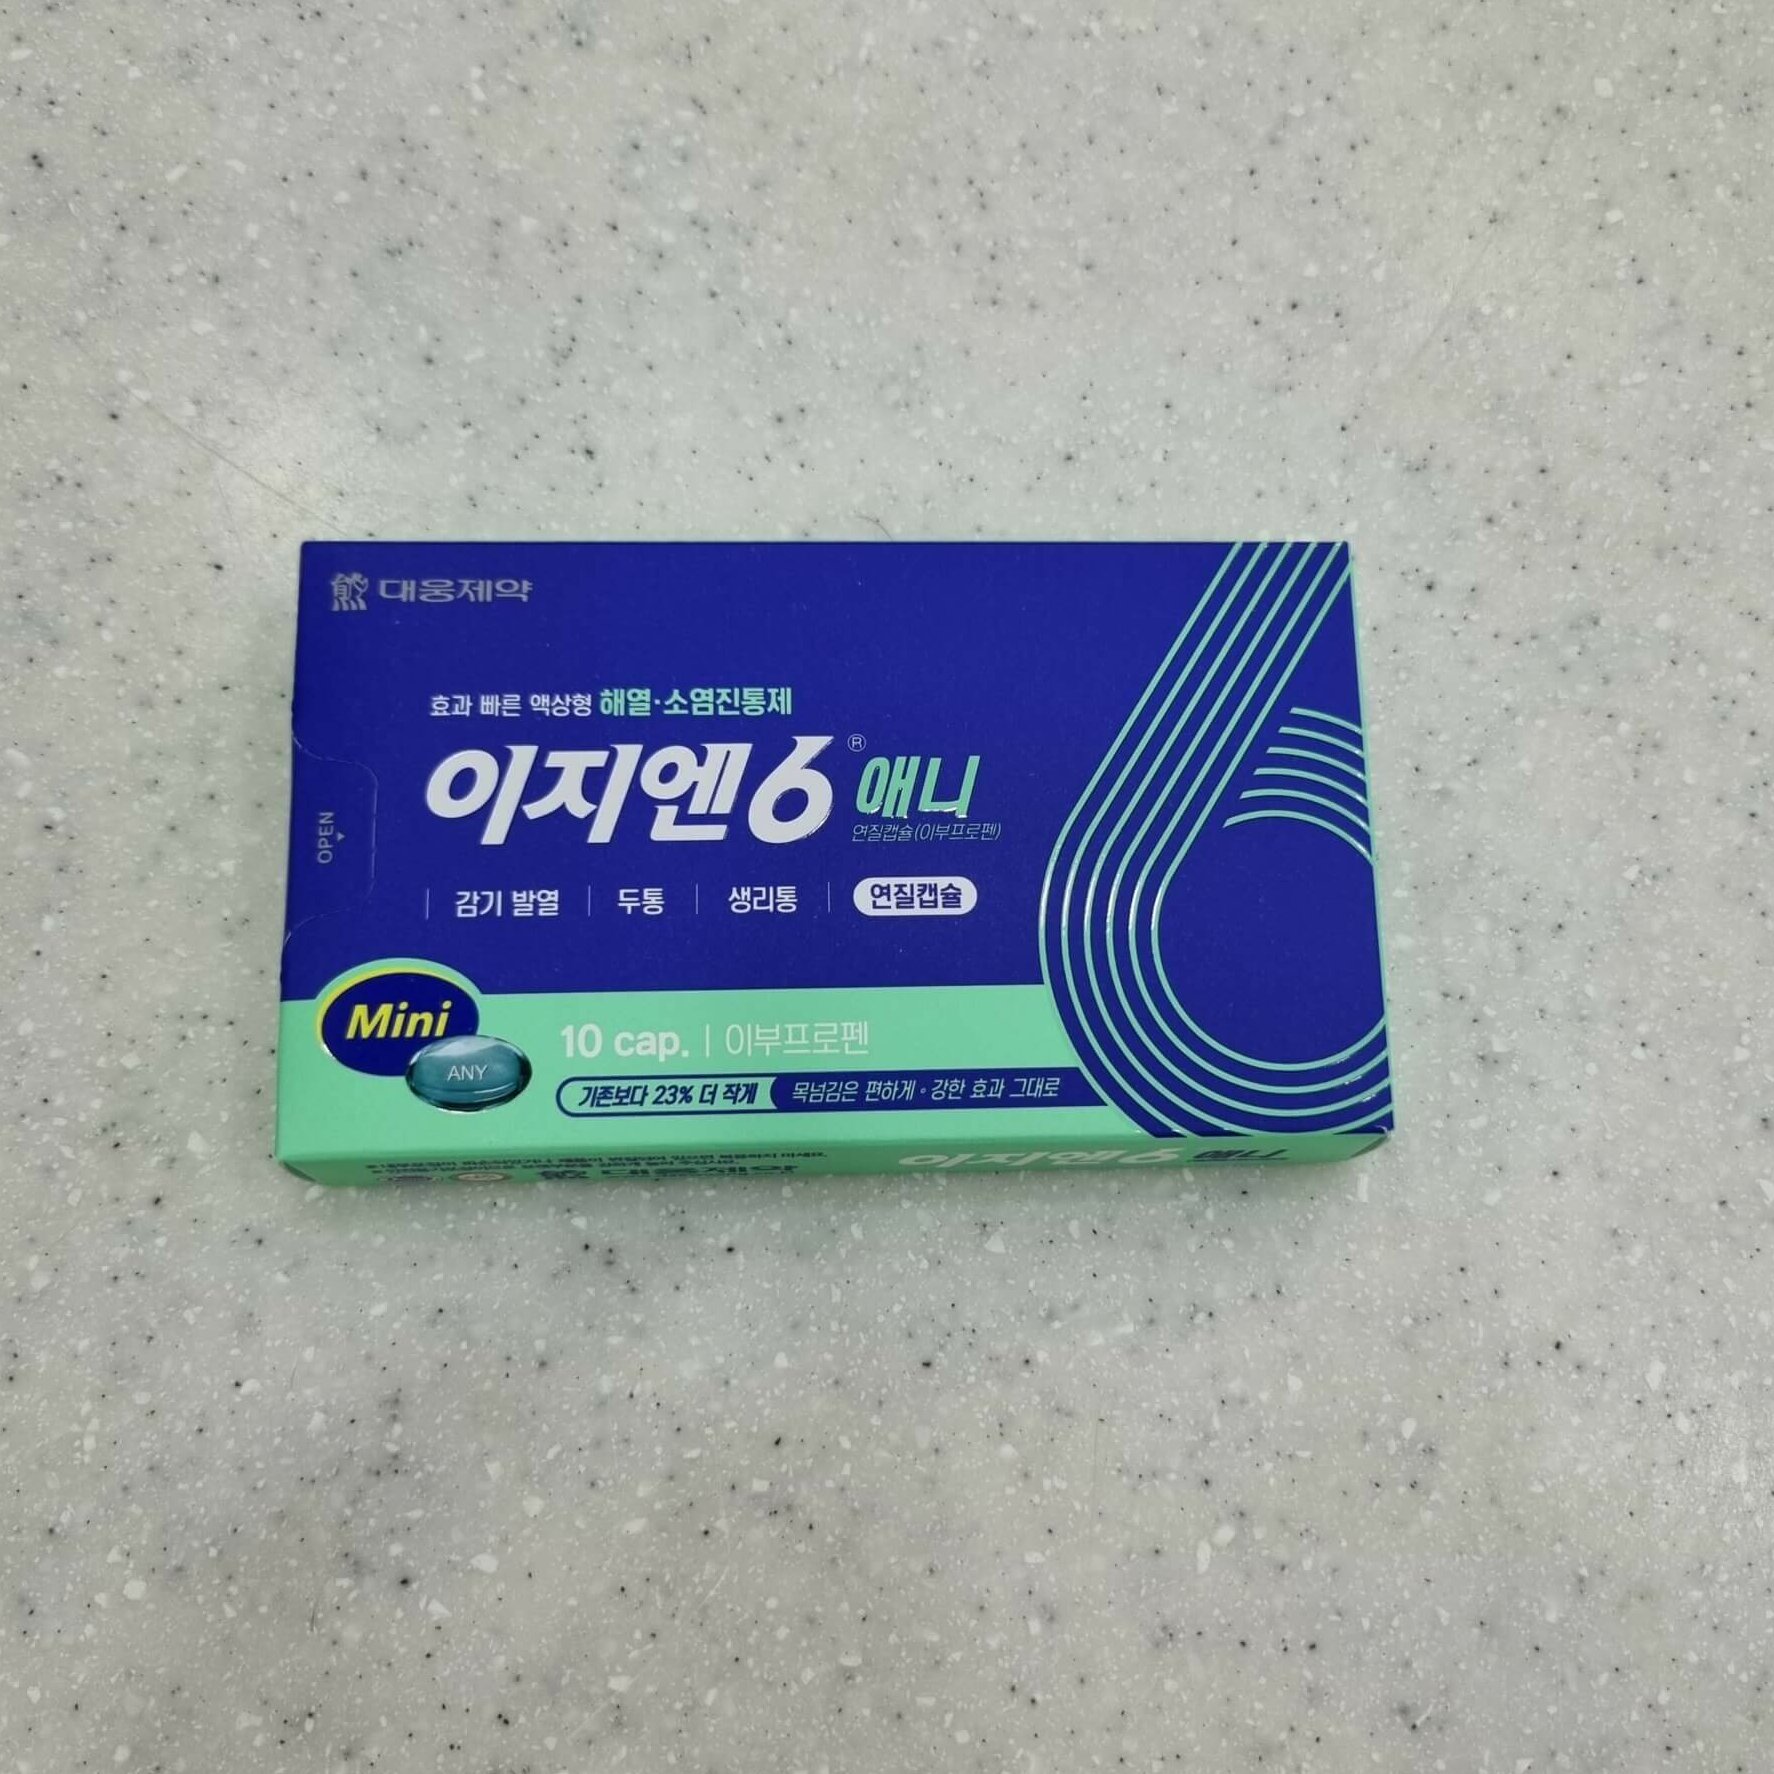 대웅제약
효과 빠른 액상형 해열·소염진통제
이지엔6® 애니
연질캡슐(이부프로펜)
OPEN
감기 발열 | 두통 | 생리통 | 연질캡슐
Mini
ANY
10 cap. | 이부프로펜
기존보다 23% 더 작게 목넘김은 편하게·강한 효과 그대로
대웅제약
이지엔6 애니